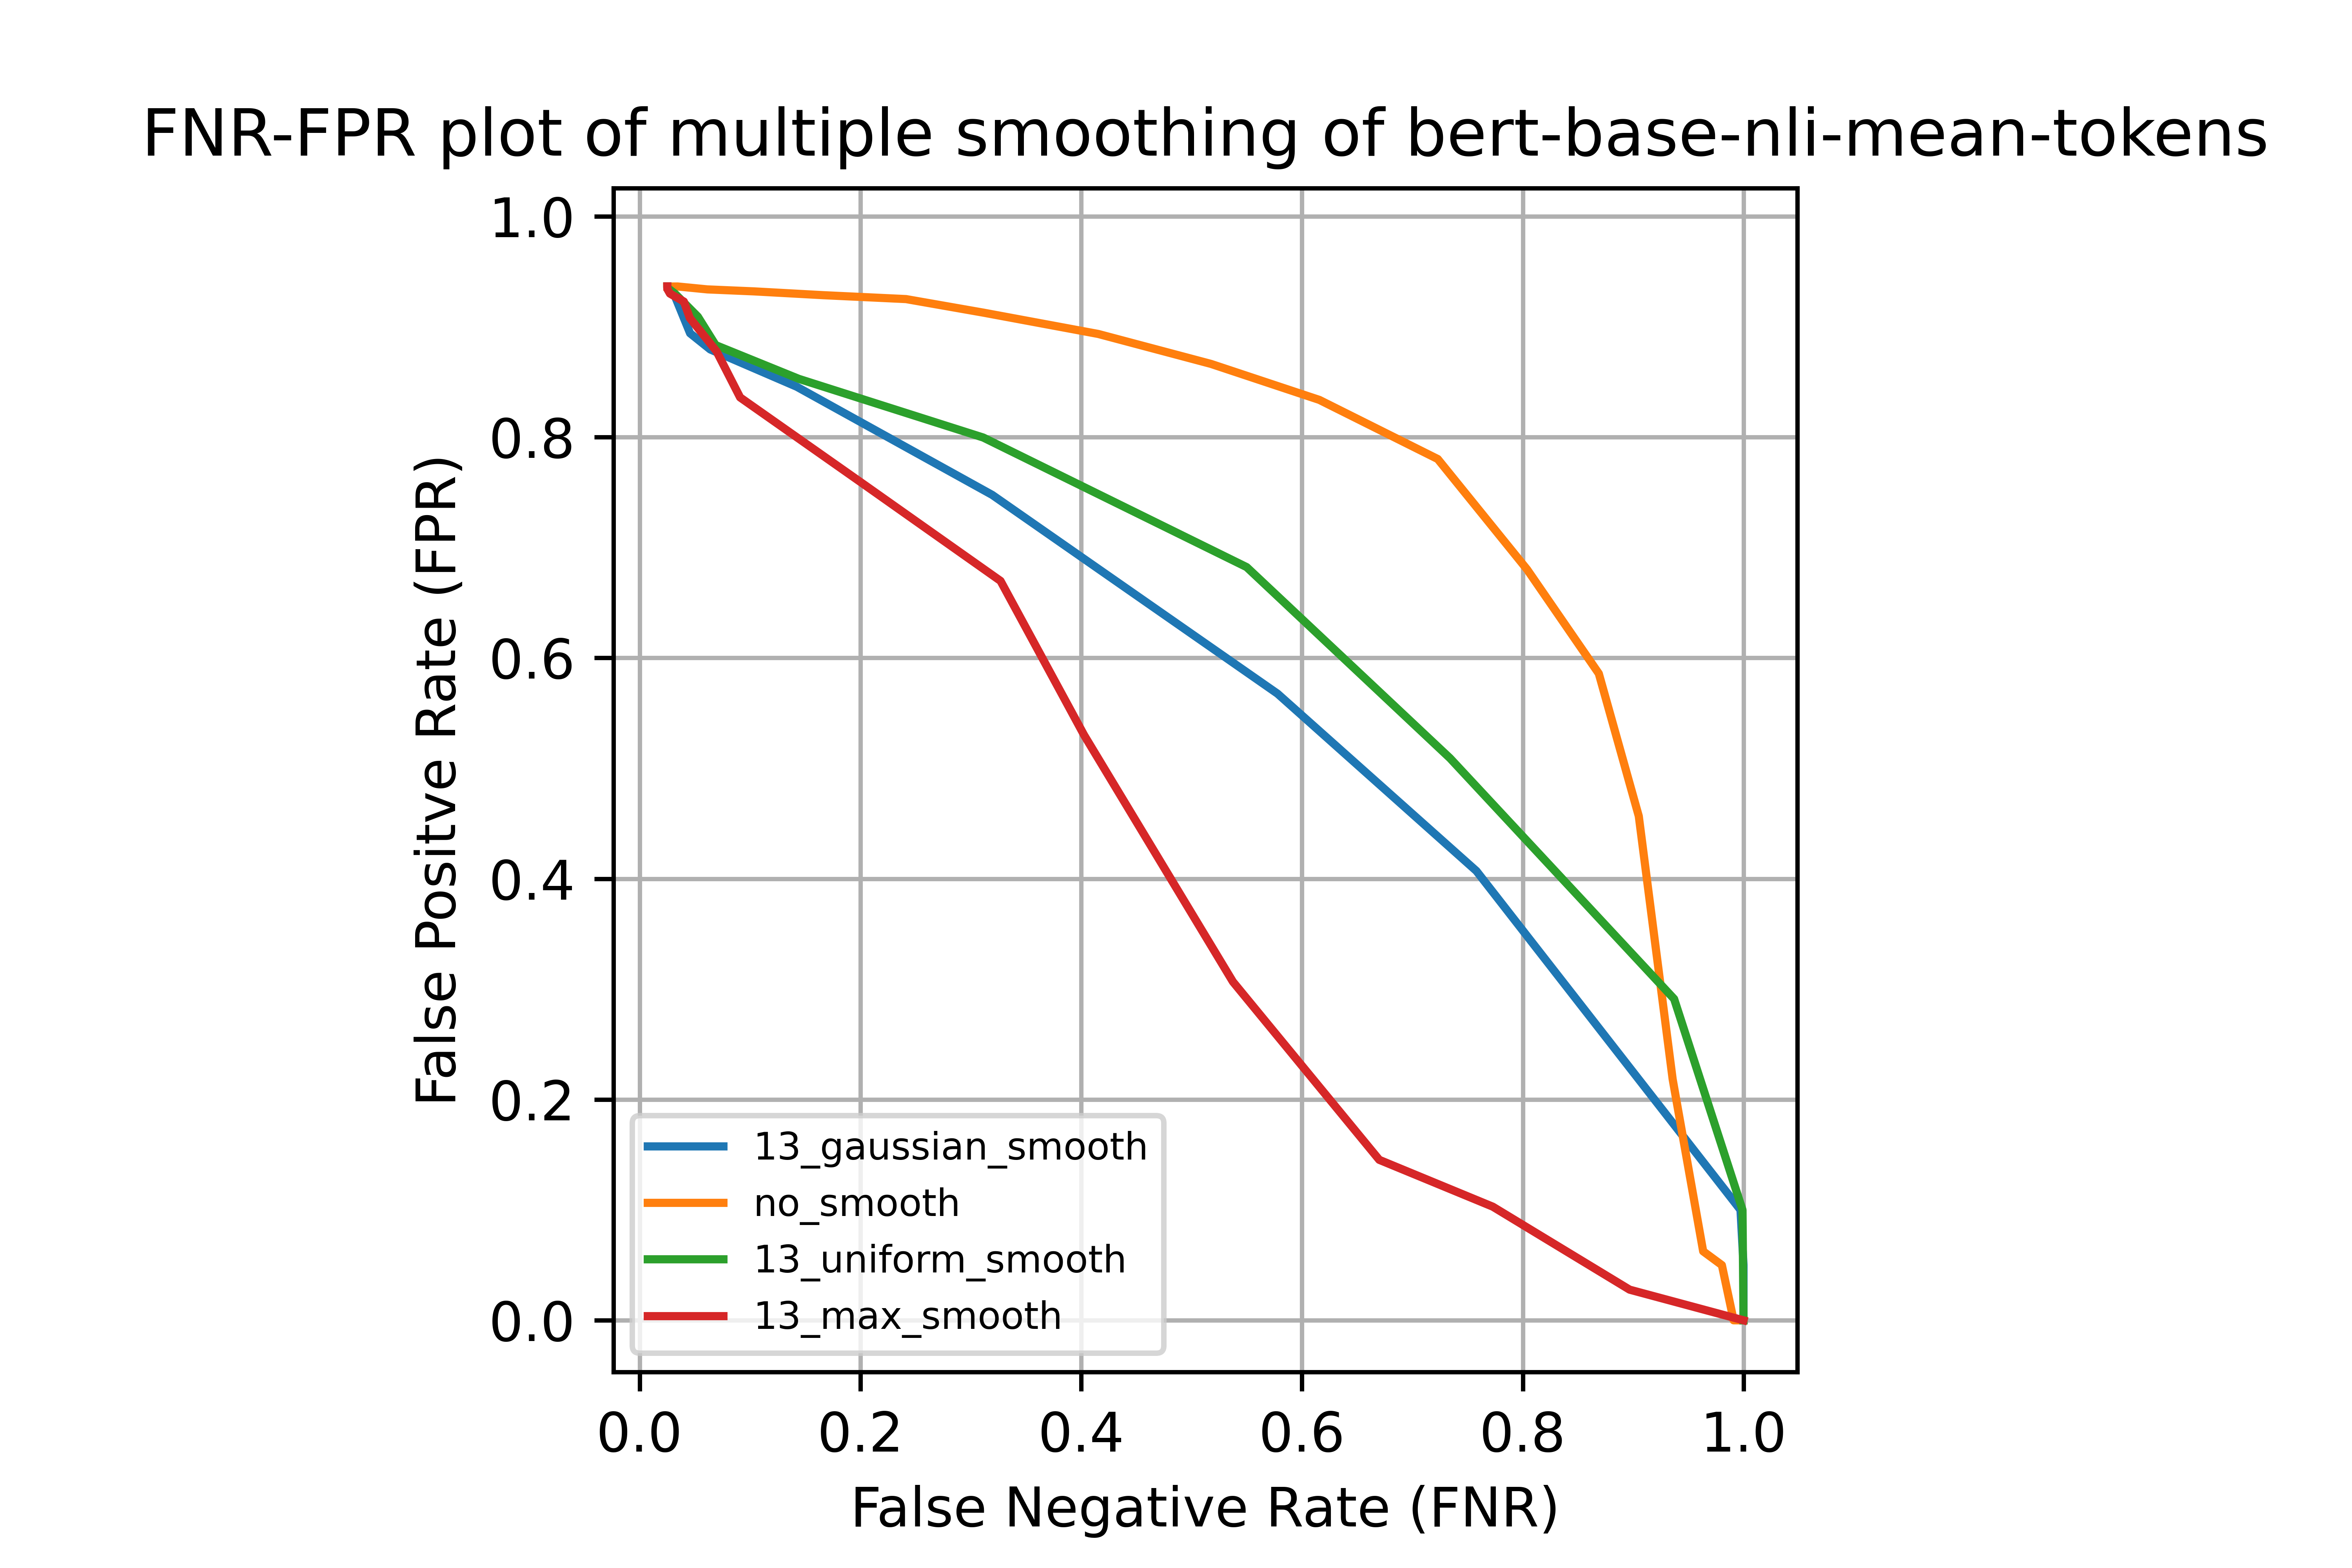 FNR-FPR plot of multiple smoothing of bert-base-nli-mean-tokens
1.0
0.8
0.6
0.4
0.2
0.0
False Positve Rate (FPR)
13_gaussian_smooth
no_smooth
13_uniform_smooth
13_max_smooth
0.0 0.2 0.4 0.6 0.8 1.0
False Negative Rate (FNR)